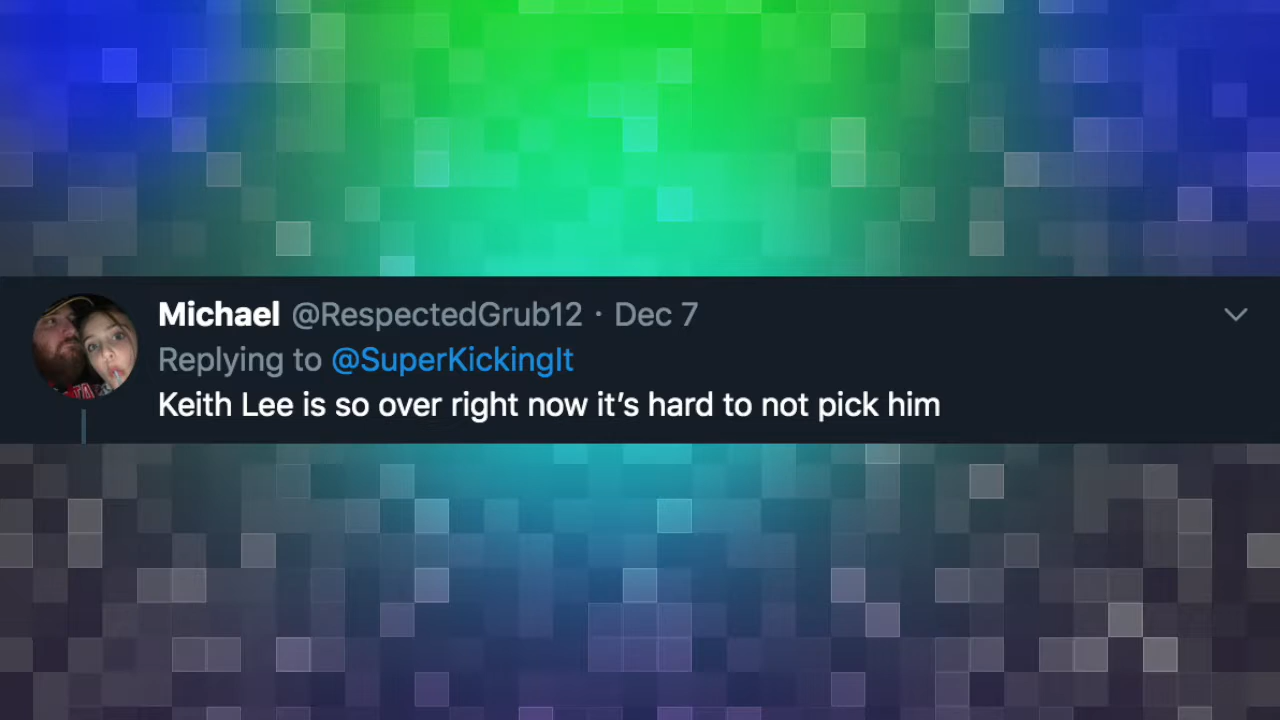 Michael @RespectedGrub12 · Dec 7
Replying to @SuperKickingIt
Keith Lee is so over right now it’s hard to not pick him